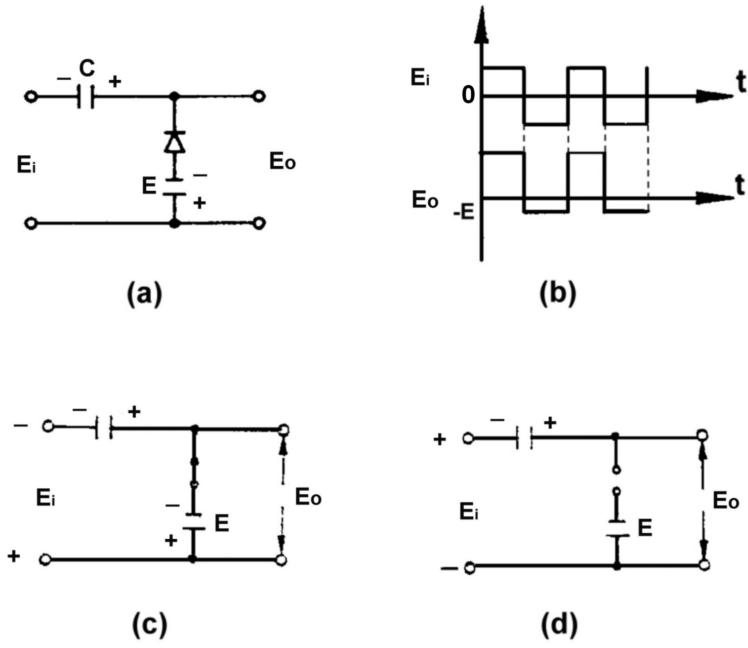 − C +
Ei
E − +
Eo
(a)
Ei
0
t
Eo
-E
t
(b)
− − +
Ei
− E +
Eo
+
(c)
+ − +
Ei
E
Eo
−
(d)